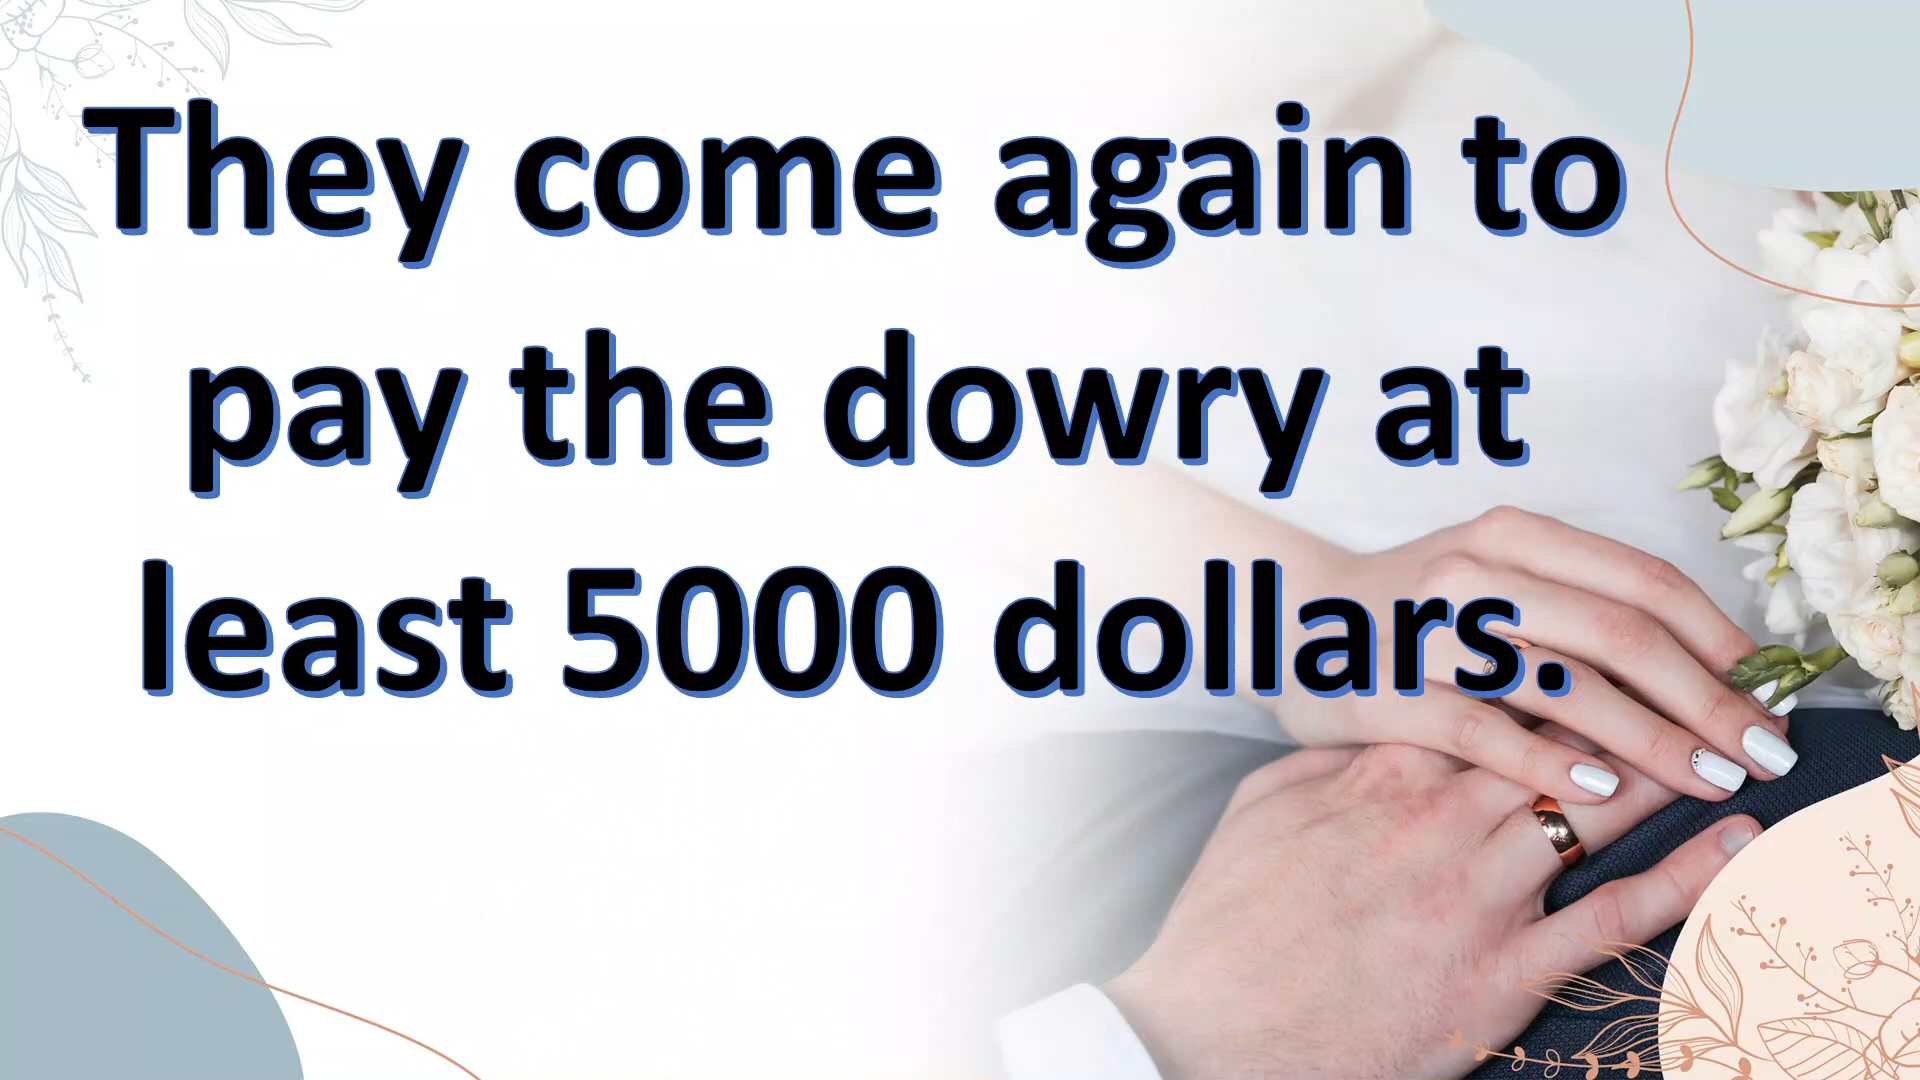 They come again to
pay the dowry at
least 5000 dollars.